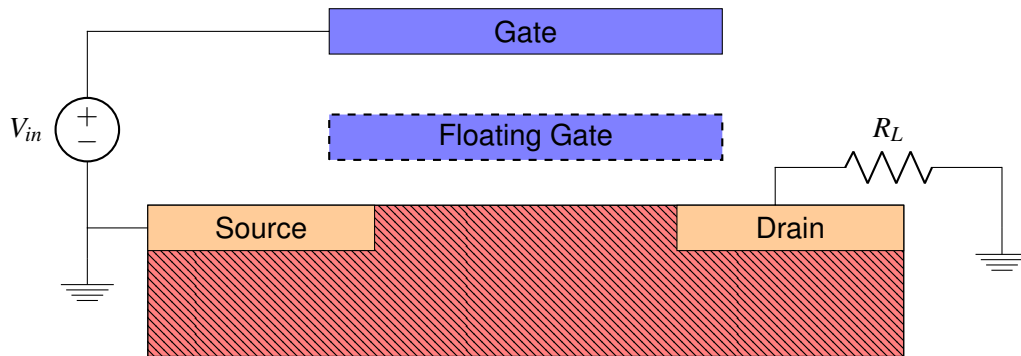 Gate
V_in
+
−
Floating Gate
R_L
Source
Drain